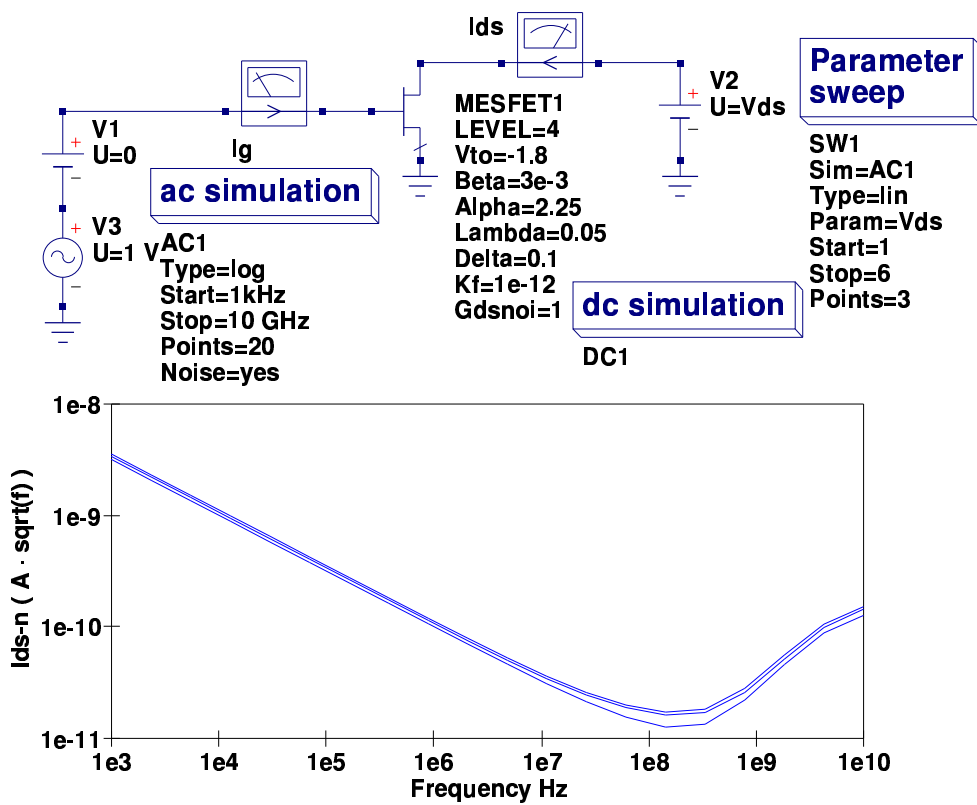 Ids
Parameter
sweep
V2
U=Vds
MESFET1
LEVEL=4
Vto=-1.8
Beta=3e-3
Alpha=2.25
Lambda=0.05
Delta=0.1
Kf=1e-12
Gdsnoi=1
V1
U=0
Ig
SW1
Sim=AC1
Type=lin
Param=Vds
Start=1
Stop=6
Points=3
ac simulation
V3
U=1 V
AC1
Type=log
Start=1kHz
Stop=10 GHz
Points=20
Noise=yes
dc simulation
DC1
1e-8
1e-9
1e-10
1e-11
Ids-n ( A · sqrt(f) )
1e3 1e4 1e5 1e6 1e7 1e8 1e9 1e10
Frequency Hz